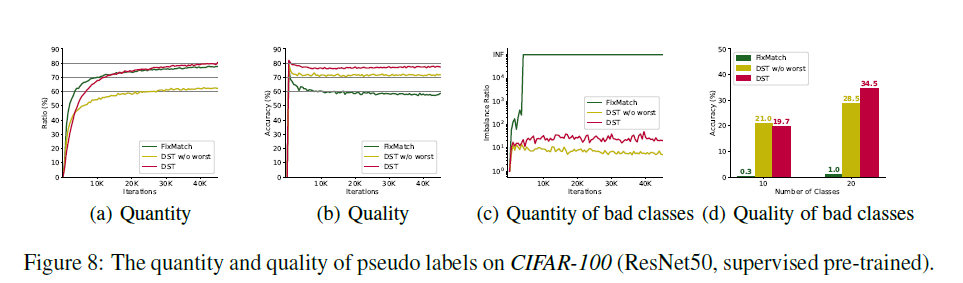 90
80
70
60
50
40
30
20
10
0
Ratio (%)
10K 20K 30K 40K
Iterations
FixMatch
DST w/o worst
DST
(a) Quantity
90
80
70
60
50
40
30
20
10
0
Accuracy (%)
10K 20K 30K 40K
Iterations
FixMatch
DST w/o worst
DST
(b) Quality
INF
10⁴
10³
10²
10¹
10⁰
Imbalance Ratio
10K 20K 30K 40K
Iterations
FixMatch
DST w/o worst
DST
(c) Quantity of bad classes
50
40
30
20
10
0
Accuracy (%)
FixMatch
DST w/o worst
DST
0.3 21.0 19.7
1.0 28.5 34.5
10 20
Number of Classes
(d) Quality of bad classes
Figure 8: The quantity and quality of pseudo labels on CIFAR-100 (ResNet50, supervised pre-trained).